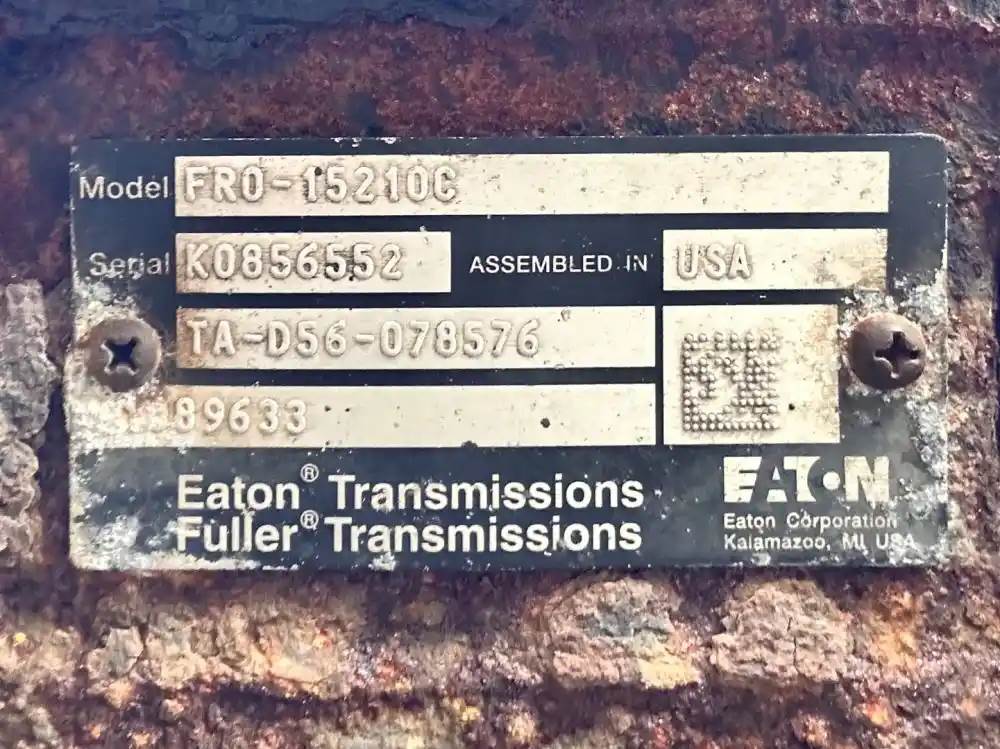 Model FRO-15210C
Serial K0856552 ASSEMBLED IN USA
TA-D56-078576
89633
Eaton® Transmissions
Fuller® Transmissions
EATON
Eaton Corporation
Kalamazoo, MI, USA